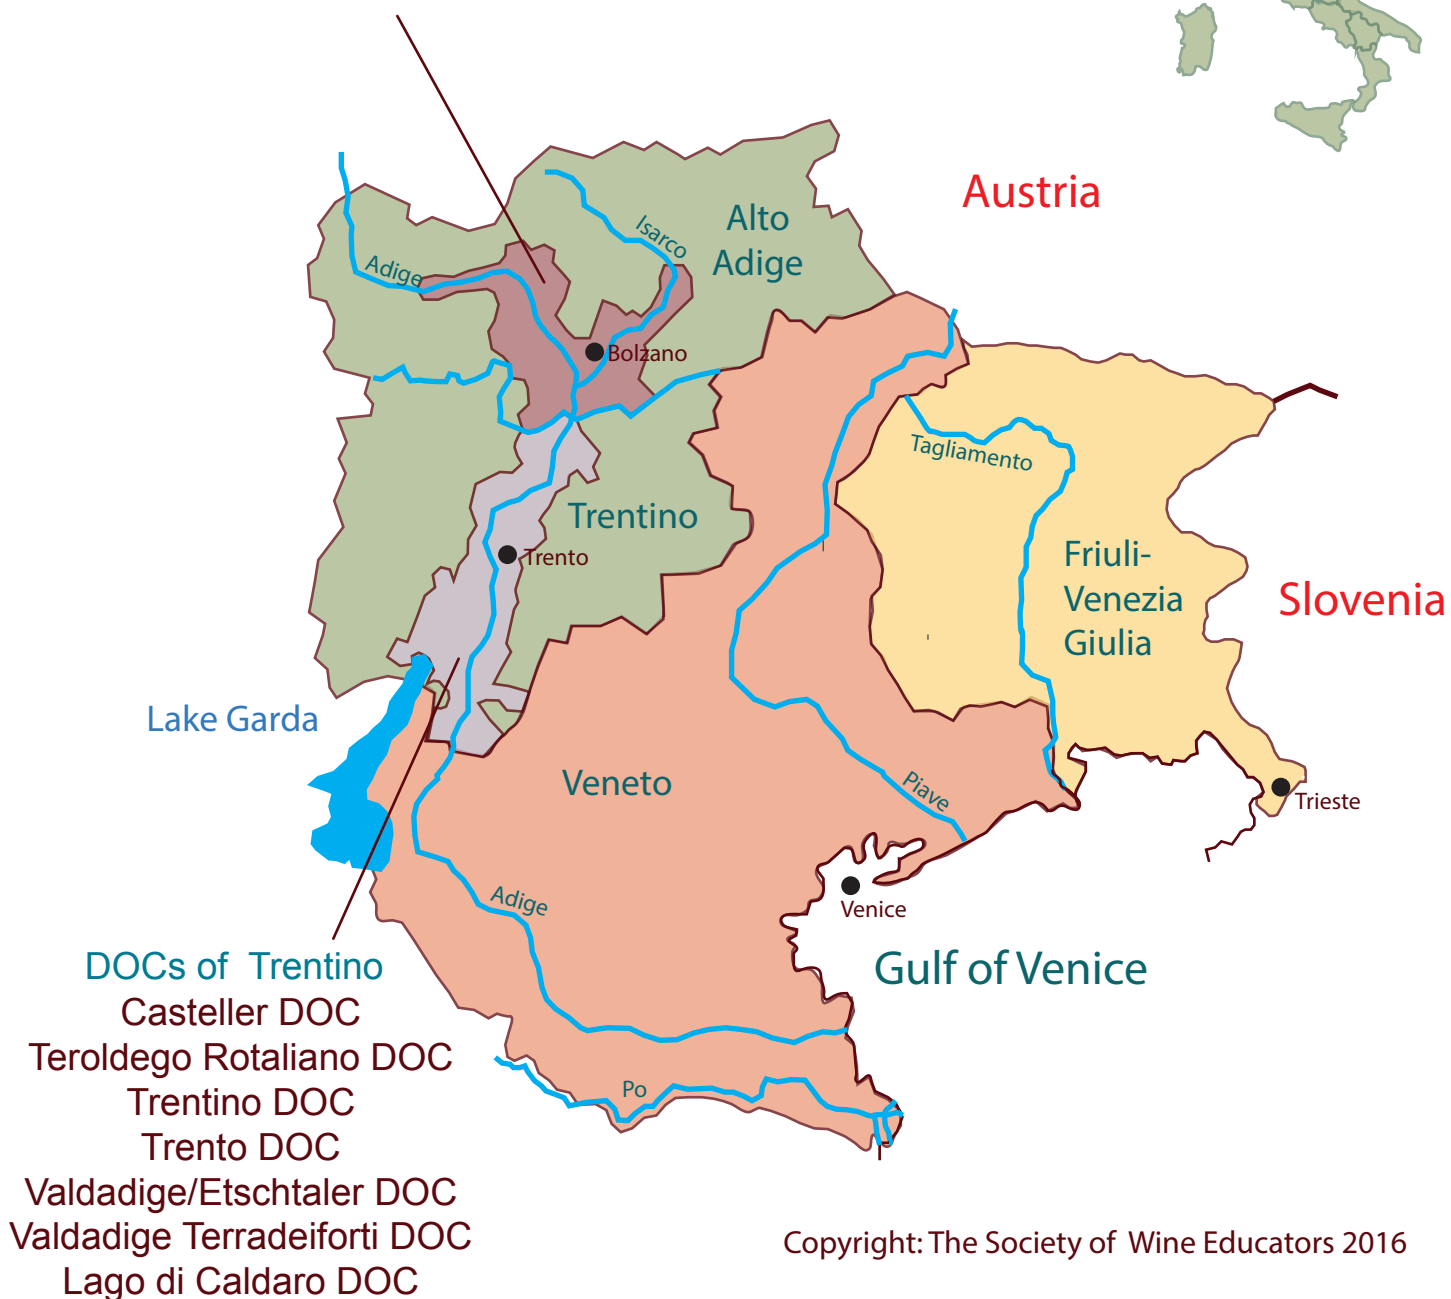 Austria
Alto
Adige
Isarco
Adige
Bolzano
Tagliamento
Trentino
Trento
Friuli-
Venezia
Giulia
Slovenia
Lake Garda
Veneto
Piave
Trieste
Adige
Venice
Gulf of Venice
DOCs of  Trentino
Casteller DOC
Teroldego Rotaliano DOC
Trentino DOC
Trento DOC
Valdadige/Etschtaler DOC
Valdadige Terradeiforti DOC
Lago di Caldaro DOC
Po
Copyright: The Society of  Wine Educators 2016